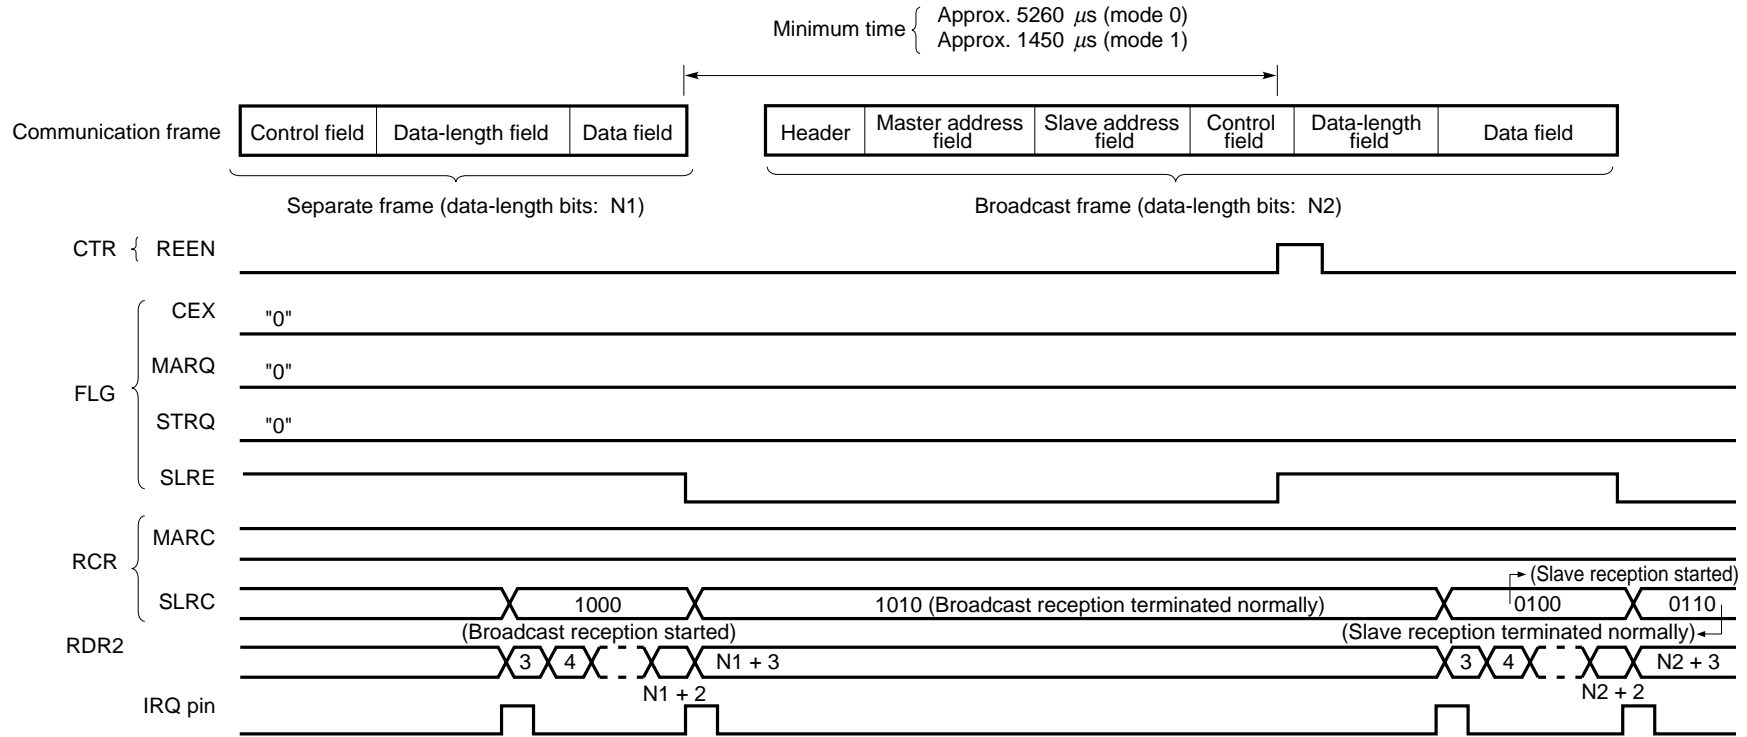 Minimum time { Approx. 5260 μs (mode 0)
Approx. 1450 μs (mode 1)
Communication frame Control field Data-length field Data field Header Master address field Slave address field Control field Data-length field Data field
Separate frame (data-length bits: N1) Broadcast frame (data-length bits: N2)
CTR { REEN
FLG
CEX "0"
MARQ "0"
STRQ "0"
SLRE
RCR
MARC
(Slave reception started)
SLRC 1000 1010 (Broadcast reception terminated normally) 0100 0110
(Broadcast reception started) (Slave reception terminated normally)
RDR2 3 4 N1 + 3 3 4 N2 + 3
N1 + 2 N2 + 2
IRQ pin